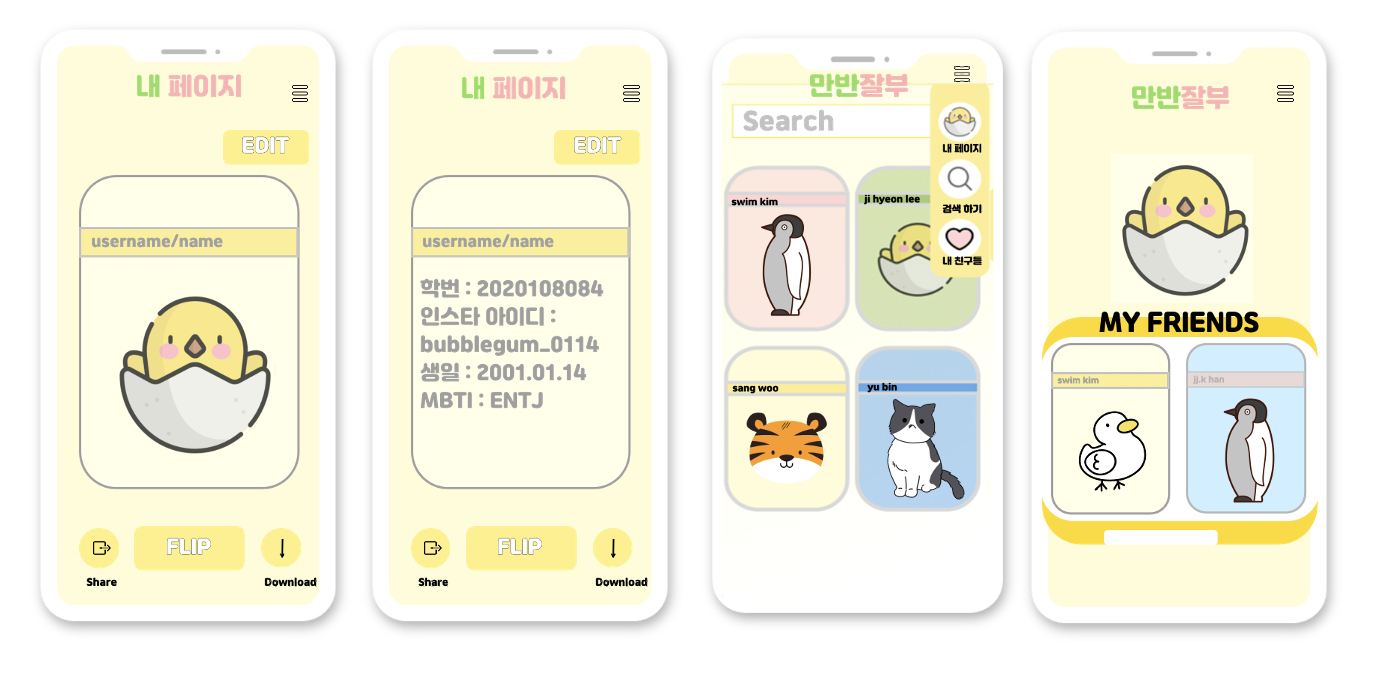 내 페이지
EDIT
username/name
FLIP
Share
Download
내 페이지
EDIT
username/name
학번 : 2020108084
인스타 아이디 :
bubblegum_0114
생일 : 2001.01.14
MBTI : ENTJ
FLIP
Share
Download
만반잘부
Search
내 페이지
검색 하기
내 친구들
swim kim
ji hyeon lee
sang woo
yu bin
만반잘부
MY FRIENDS
swim kim
jj.k han